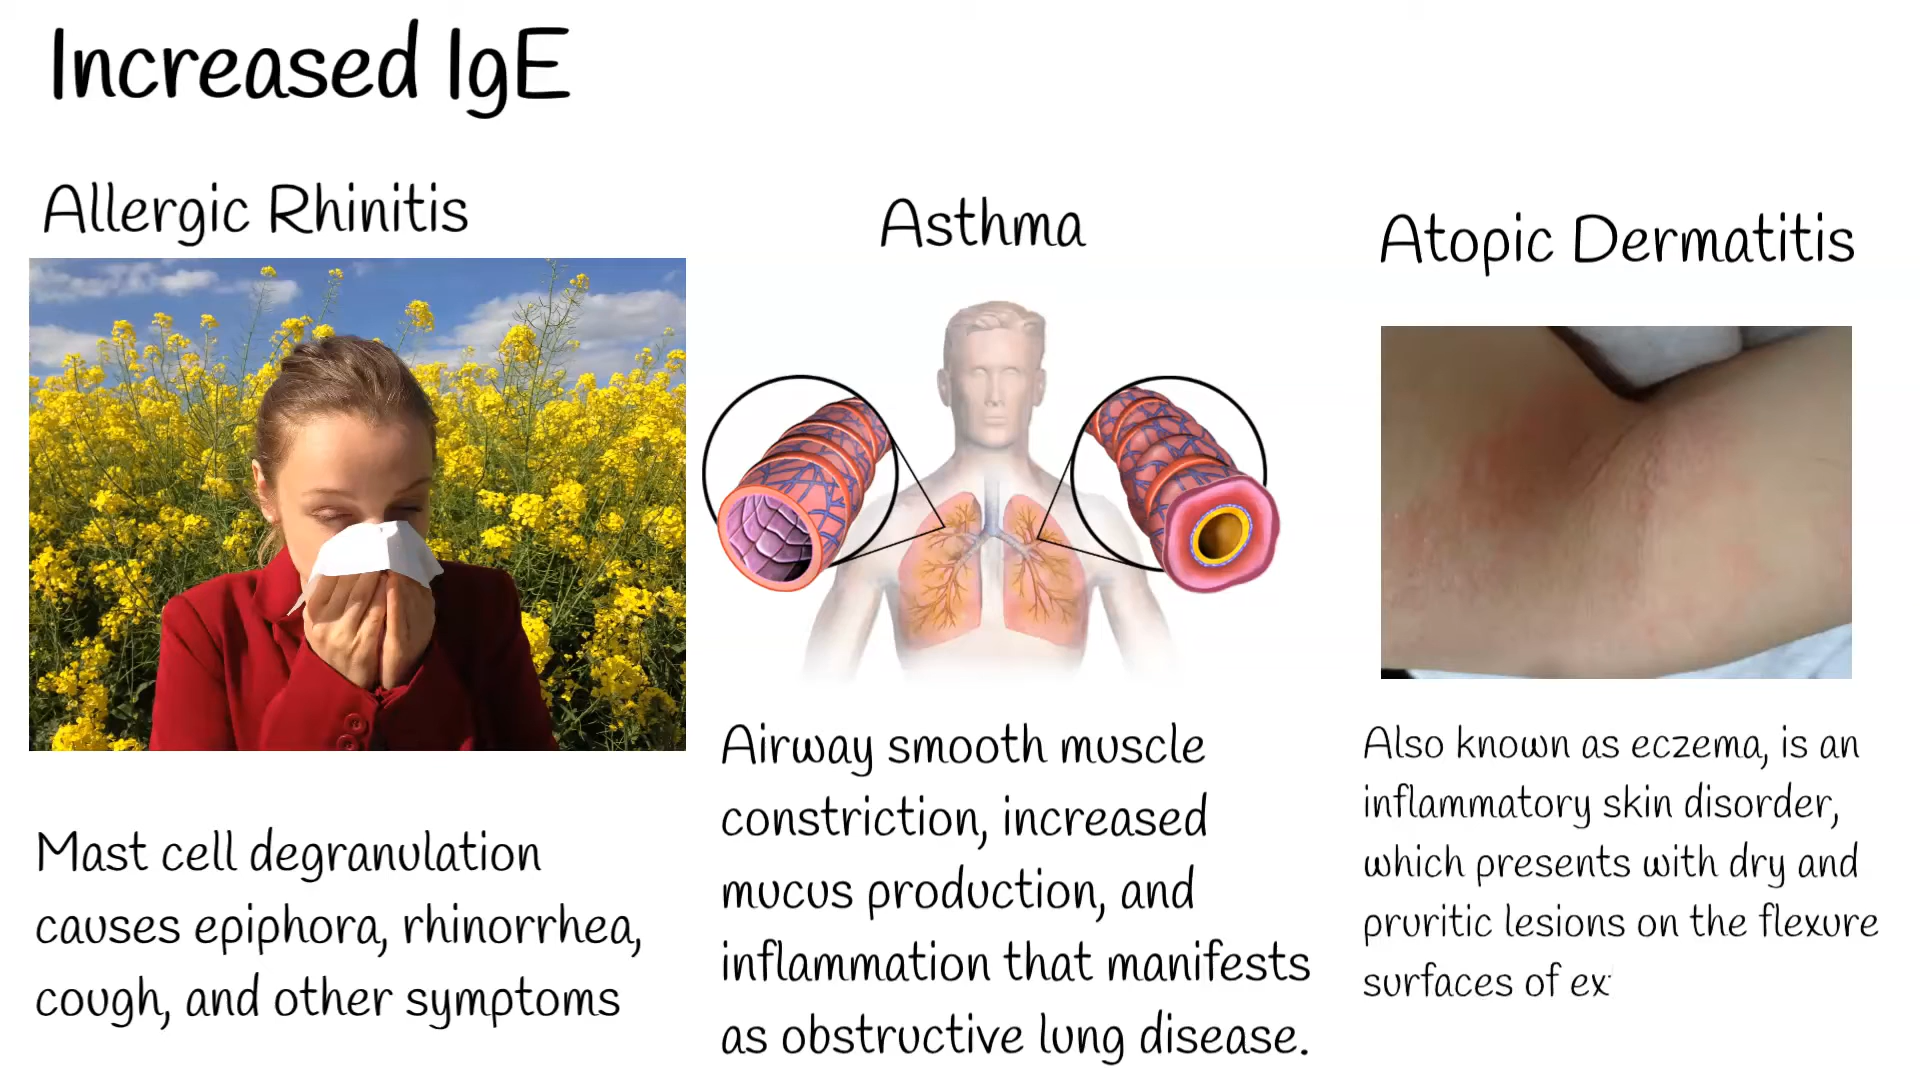 Increased IgE
Allergic Rhinitis
Mast cell degranulation
causes epiphora, rhinorrhea,
cough, and other symptoms
Asthma
Airway smooth muscle
constriction, increased
mucus production, and
inflammation that manifests
as obstructive lung disease.
Atopic Dermatitis
Also known as eczema, is an
inflammatory skin disorder,
which presents with dry and
pruritic lesions on the flexure
surfaces of ex